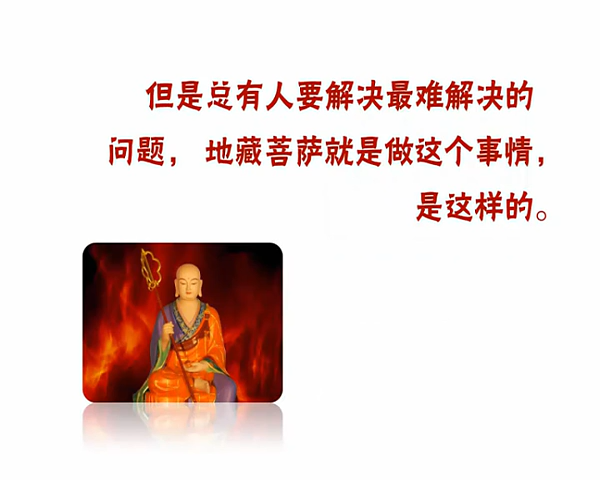 但是总有人要解决最难解决的
问题， 地藏菩萨就是做这个事情，
是这样的。